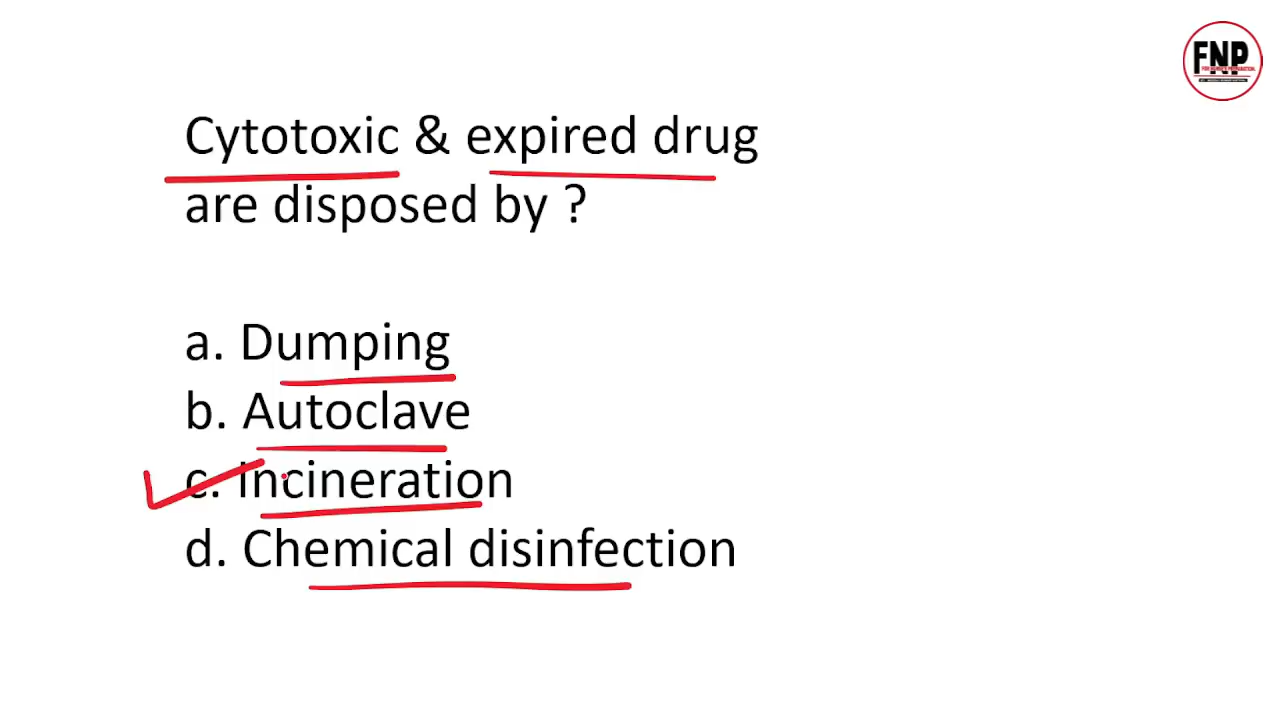 FNP
Cytotoxic & expired drug
are disposed by ?
a. Dumping
b. Autoclave
c. Incineration
d. Chemical disinfection